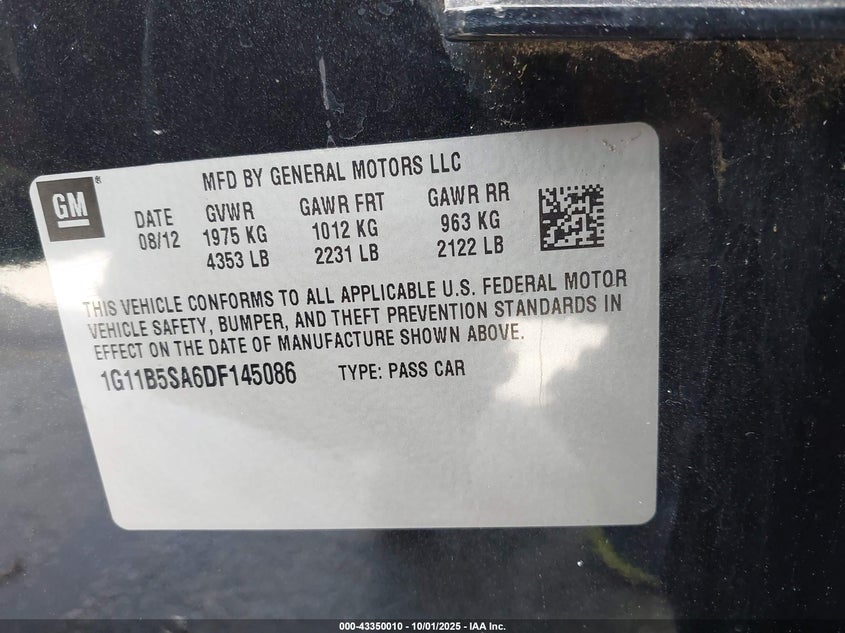 MFD BY GENERAL MOTORS LLC
GM®
DATE GVWR GAWR FRT GAWR RR
08/12 1975 KG 1012 KG 963 KG
4353 LB 2231 LB 2122 LB
THIS VEHICLE CONFORMS TO ALL APPLICABLE U.S. FEDERAL MOTOR
VEHICLE SAFETY, BUMPER, AND THEFT PREVENTION STANDARDS IN
EFFECT ON THE DATE OF MANUFACTURE SHOWN ABOVE.
1G11B5SA6DF145086 TYPE: PASS CAR
000-43350010 - 10/01/2025 - IAA Inc.